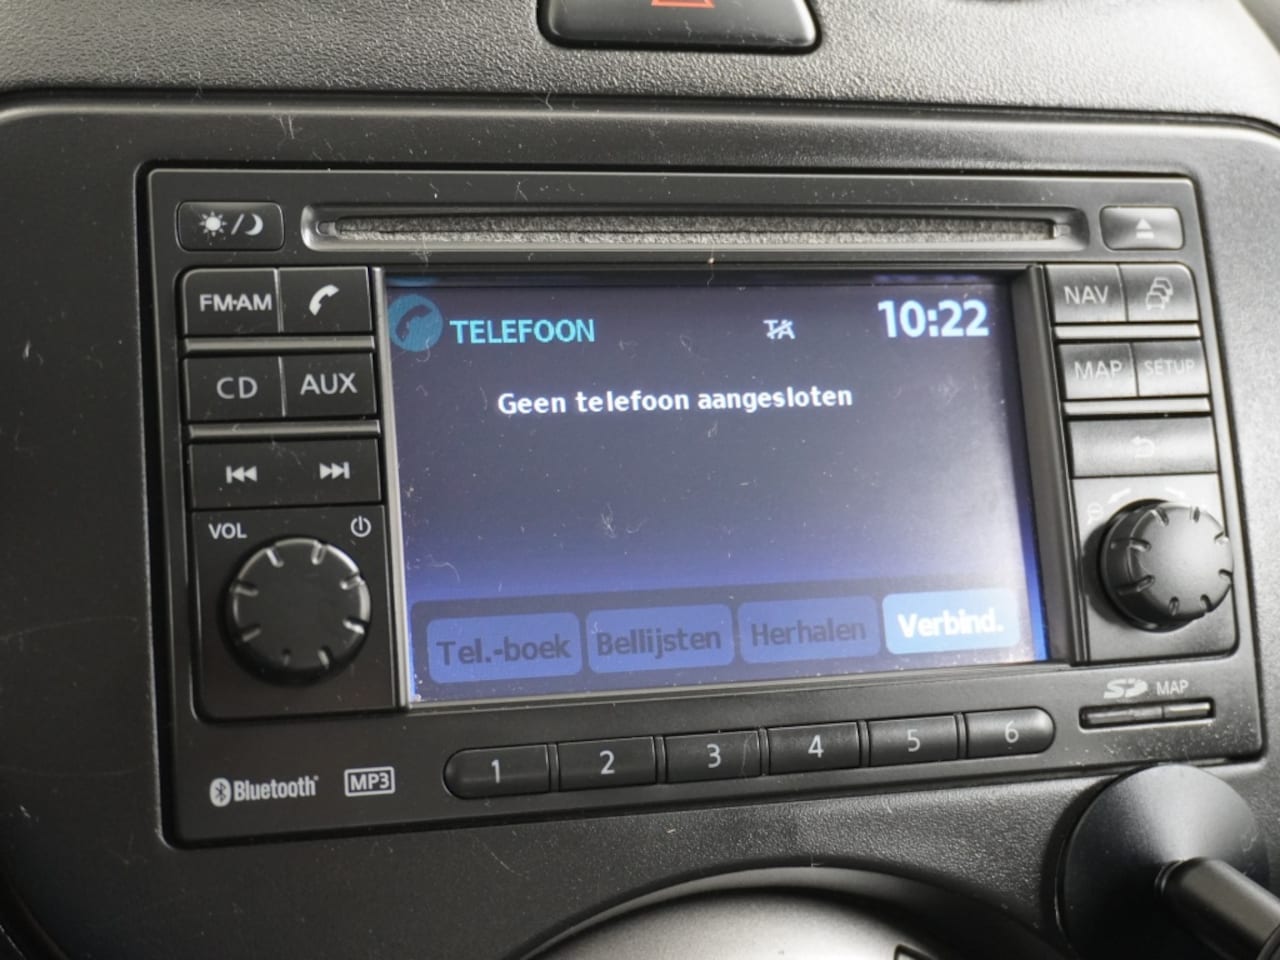 FM·AM
CD AUX
VOL
TELEFOON TA 10:22
Geen telefoon aangesloten
Tel.-boek Bellijsten Herhalen Verbind.
NAV
MAP SETUP
SD MAP
1 2 3 4 5 6
Bluetooth® MP3